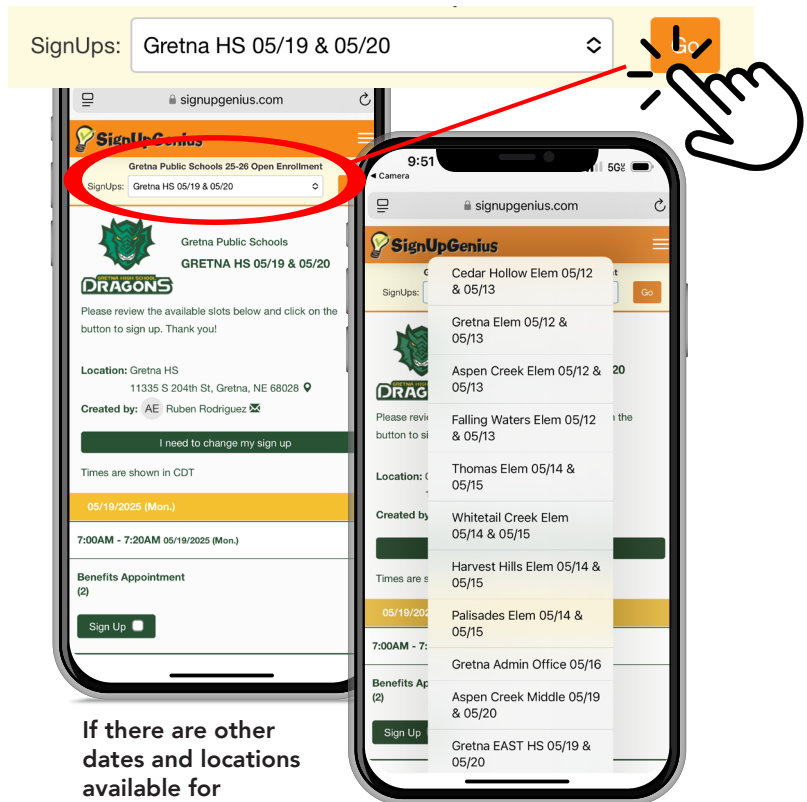 SignUps: Gretna HS 05/19 & 05/20 Go
signupgenius.com
SignUpGenius
Gretna Public Schools 25-26 Open Enrollment
SignUps: Gretna HS 05/19 & 05/20
GRETNA HIGH SCHOOL
DRAGONS
Gretna Public Schools
GRETNA HS 05/19 & 05/20
Please review the available slots below and click on the
button to sign up. Thank you!
Location: Gretna HS
11335 S 204th St, Gretna, NE 68028
Created by: AE Ruben Rodriguez
I need to change my sign up
Times are shown in CDT
05/19/2025 (Mon.)
7:00AM - 7:20AM 05/19/2025 (Mon.)
Benefits Appointment
(2)
Sign Up
If there are other
dates and locations
available for
9:51
5G
Camera
signupgenius.com
SignUpGenius
SignUps: Go
20
DRAG
Please revie the
button to si
Location:
Created by
Times are s
05/19/202
7:00AM - 7:
Benefits Ap
(2)
Sign Up
Cedar Hollow Elem 05/12
& 05/13
Gretna Elem 05/12 &
05/13
Aspen Creek Elem 05/12 &
05/13
Falling Waters Elem 05/12
& 05/13
Thomas Elem 05/14 &
05/15
Whitetail Creek Elem
05/14 & 05/15
Harvest Hills Elem 05/14 &
05/15
Palisades Elem 05/14 &
05/15
Gretna Admin Office 05/16
Aspen Creek Middle 05/19
& 05/20
Gretna EAST HS 05/19 &
05/20